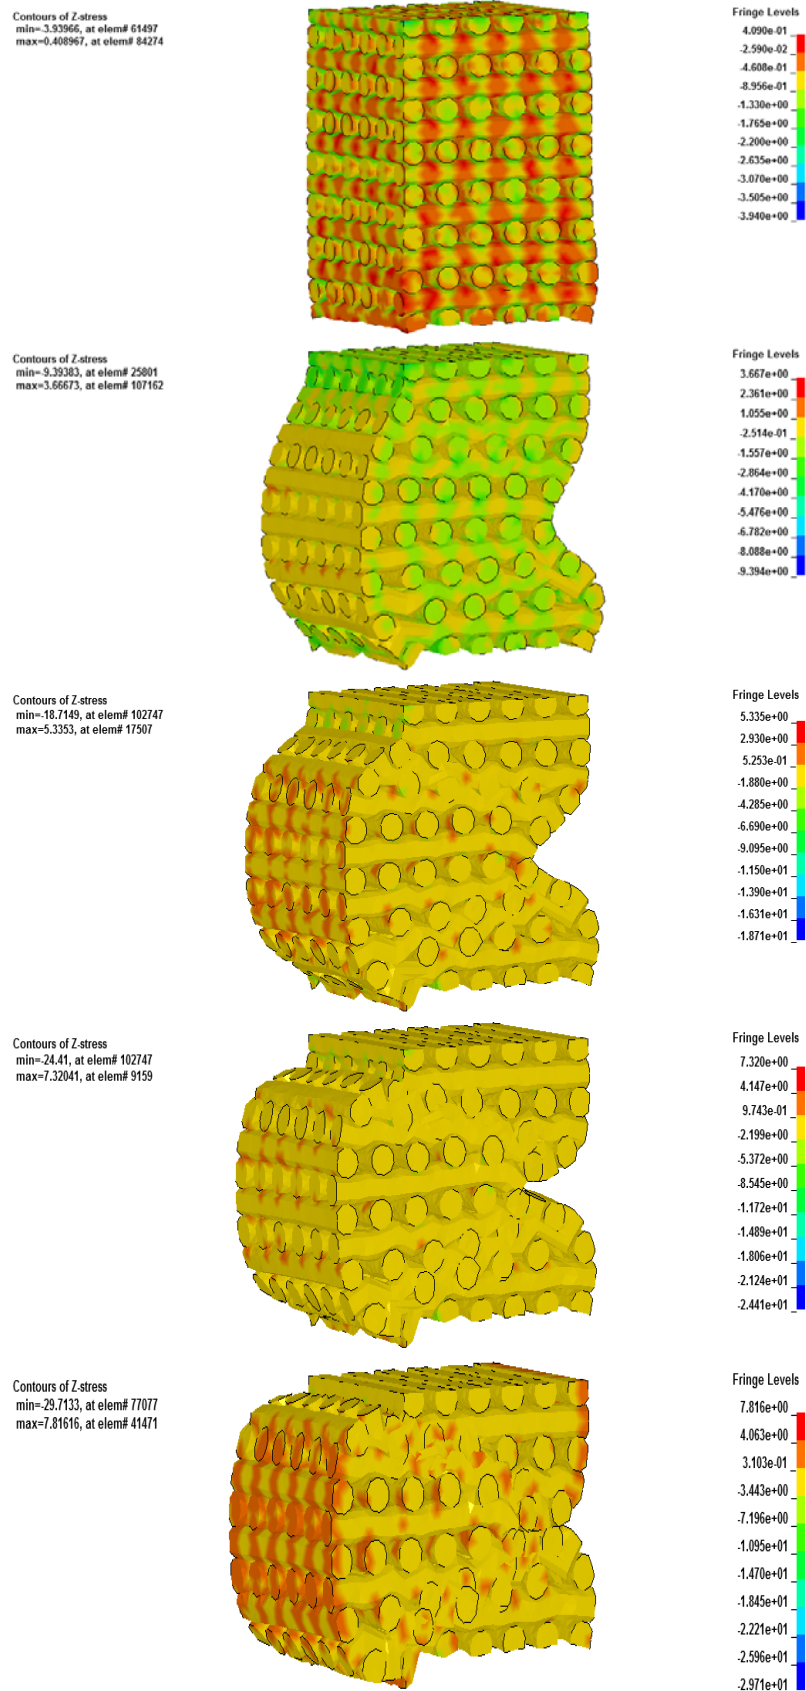 Contours of Z-stress
min=-3.93966, at elem# 61497
max=0.408967, at elem# 84274
Fringe Levels
4.090e-01
-2.590e-02
-4.608e-01
-8.956e-01
-1.330e+00
-1.765e+00
-2.200e+00
-2.635e+00
-3.070e+00
-3.505e+00
-3.940e+00
Contours of Z-stress
min=-9.39383, at elem# 25801
max=3.66673, at elem# 107162
Fringe Levels
3.667e+00
2.361e+00
1.055e+00
-2.514e-01
-1.557e+00
-2.864e+00
-4.170e+00
-5.476e+00
-6.782e+00
-8.088e+00
-9.394e+00
Contours of Z-stress
min=-18.7149, at elem# 102747
max=5.3353, at elem# 17507
Fringe Levels
5.335e+00
2.930e+00
5.253e-01
-1.880e+00
-4.285e+00
-6.690e+00
-9.095e+00
-1.150e+01
-1.390e+01
-1.631e+01
-1.871e+01
Contours of Z-stress
min=-24.41, at elem# 102747
max=7.32041, at elem# 9159
Fringe Levels
7.320e+00
4.147e+00
9.743e-01
-2.199e+00
-5.372e+00
-8.545e+00
-1.172e+01
-1.489e+01
-1.806e+01
-2.124e+01
-2.441e+01
Contours of Z-stress
min=-29.7133, at elem# 77077
max=7.81616, at elem# 41471
Fringe Levels
7.816e+00
4.063e+00
3.103e-01
-3.443e+00
-7.196e+00
-1.095e+01
-1.470e+01
-1.845e+01
-2.221e+01
-2.596e+01
-2.971e+01